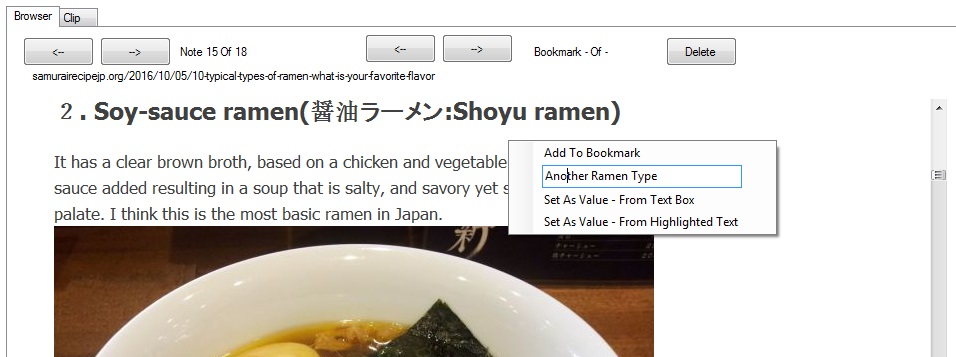 Browser
Clip
<--
-->
Note 15 Of 18
<--
-->
Bookmark - Of -
Delete
samurairecipejp.org/2016/10/05/10-typical-types-of-ramen-what-is-your-favorite-flavor
２. Soy-sauce ramen(醤油ラーメン:Shoyu ramen)
It has a clear brown broth, based on a chicken and vegetable
sauce added resulting in a soup that is salty, and savory yet
palate. I think this is the most basic ramen in Japan.
Add To Bookmark
Another Ramen Type
Set As Value - From Text Box
Set As Value - From Highlighted Text